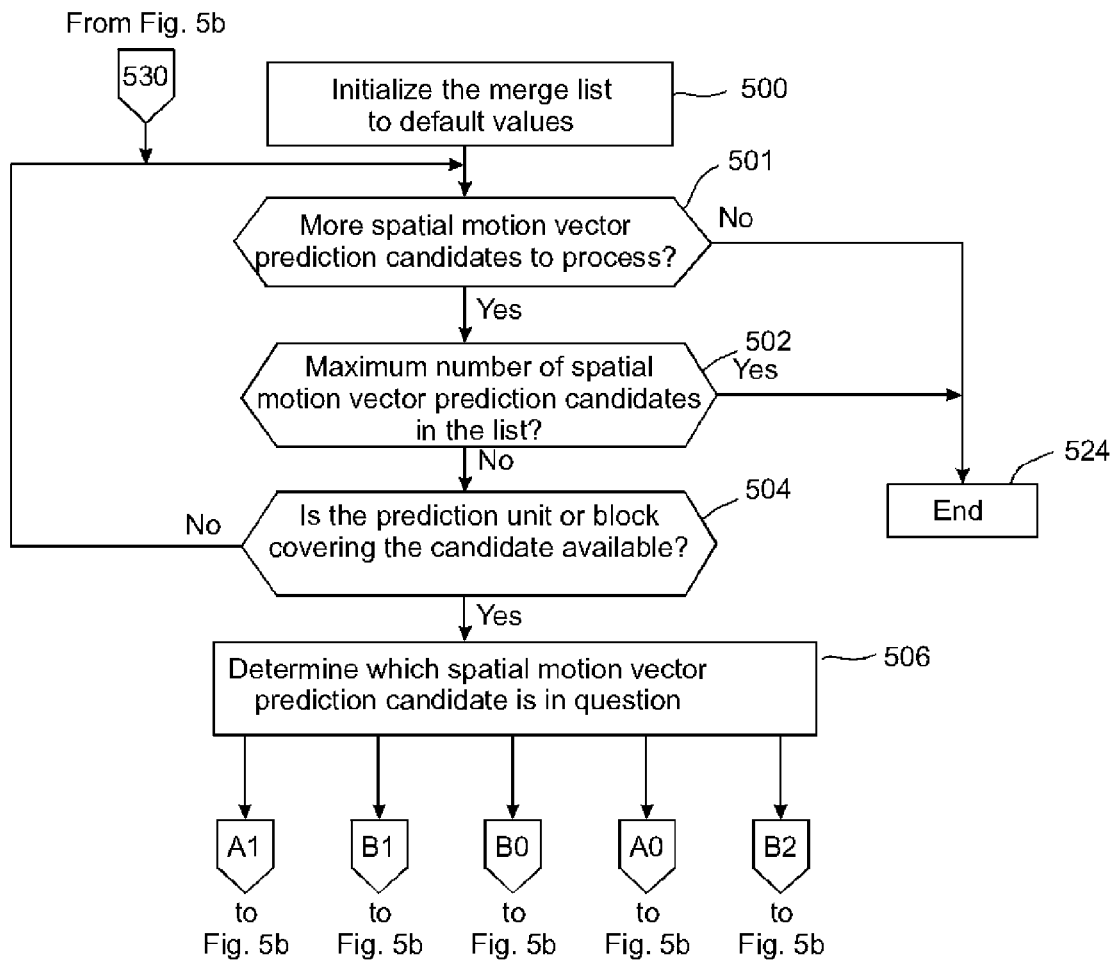 From Fig. 5b
530
Initialize the merge list
to default values
500
501
More spatial motion vector
prediction candidates to process?
No
Yes
502
Maximum number of spatial
motion vector prediction candidates
in the list?
Yes
No
524
End
504
Is the prediction unit or block
covering the candidate available?
No
Yes
506
Determine which spatial motion vector
prediction candidate is in question
A1
B1
B0
A0
B2
to
Fig. 5b
to
Fig. 5b
to
Fig. 5b
to
Fig. 5b
to
Fig. 5b